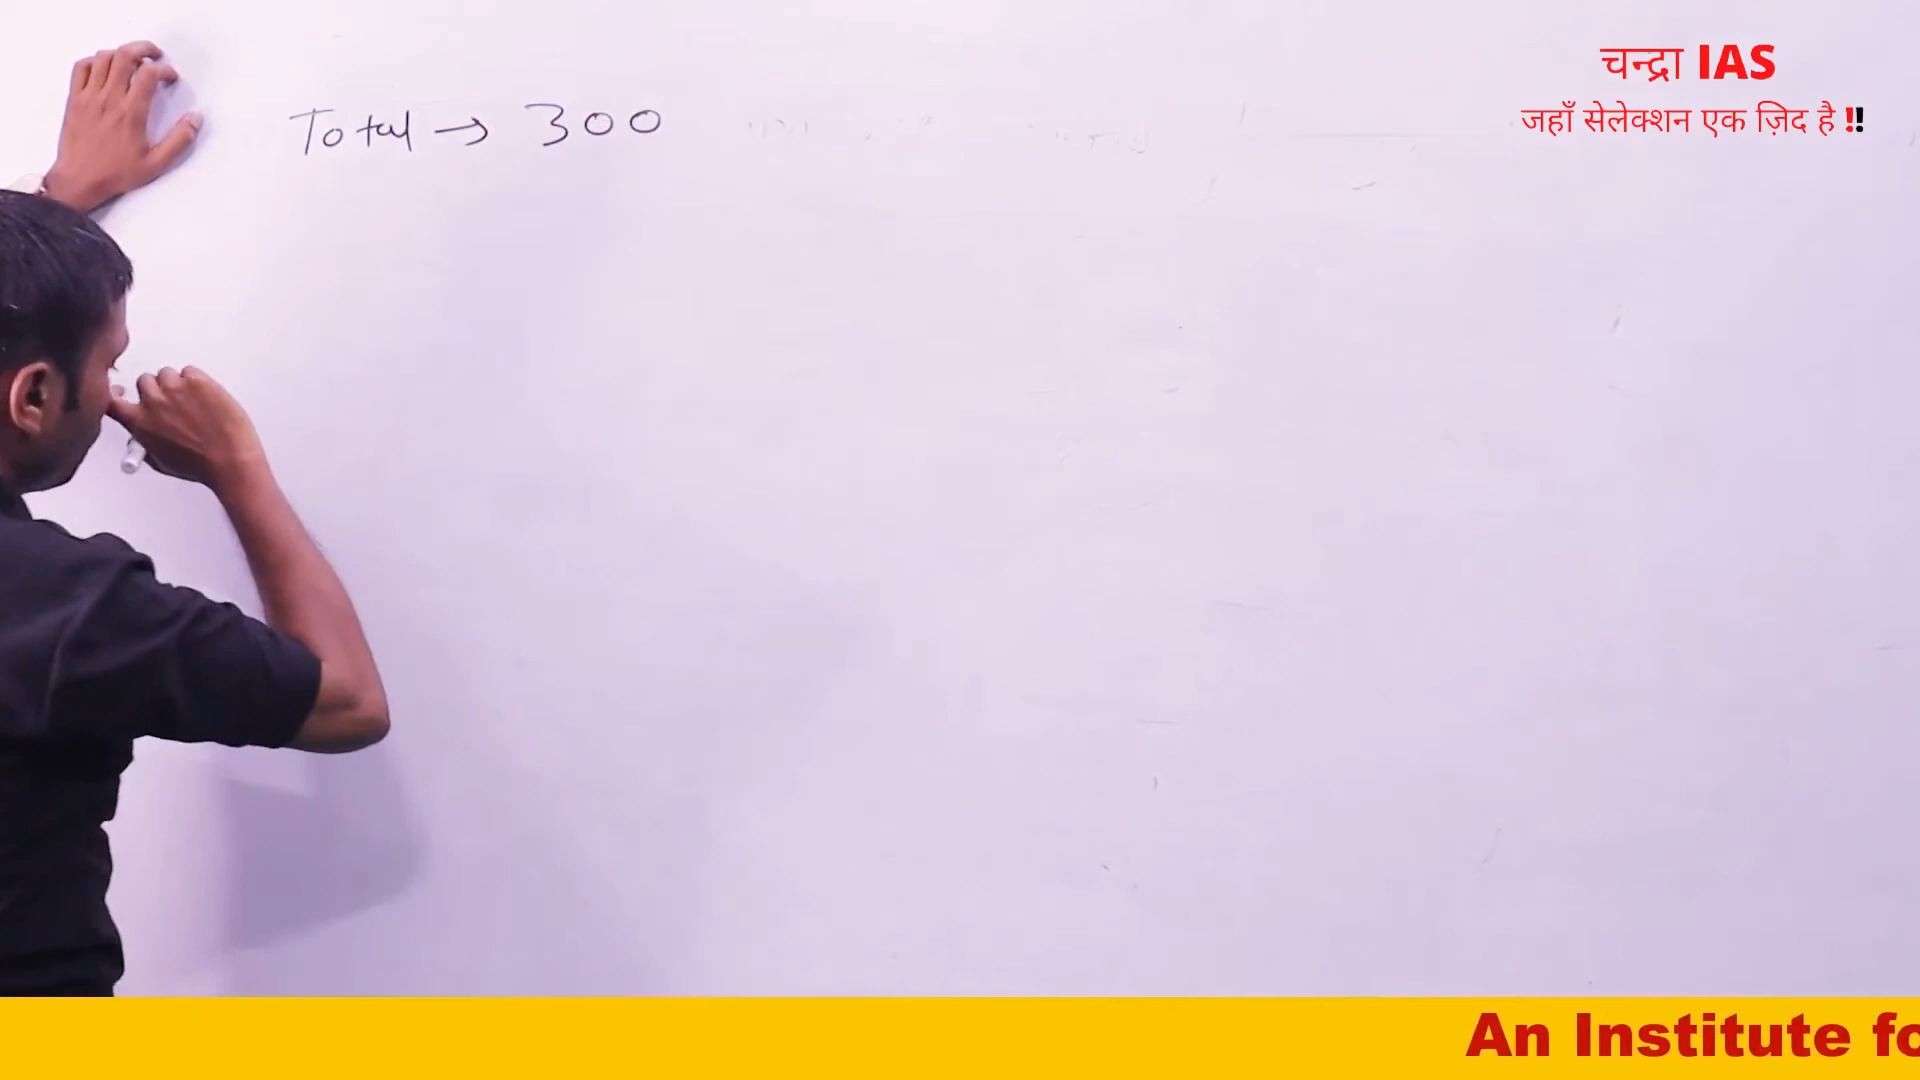 Total → 300
चन्द्रा IAS
जहाँ सेलेक्शन एक ज़िद है !!
An Institute fo